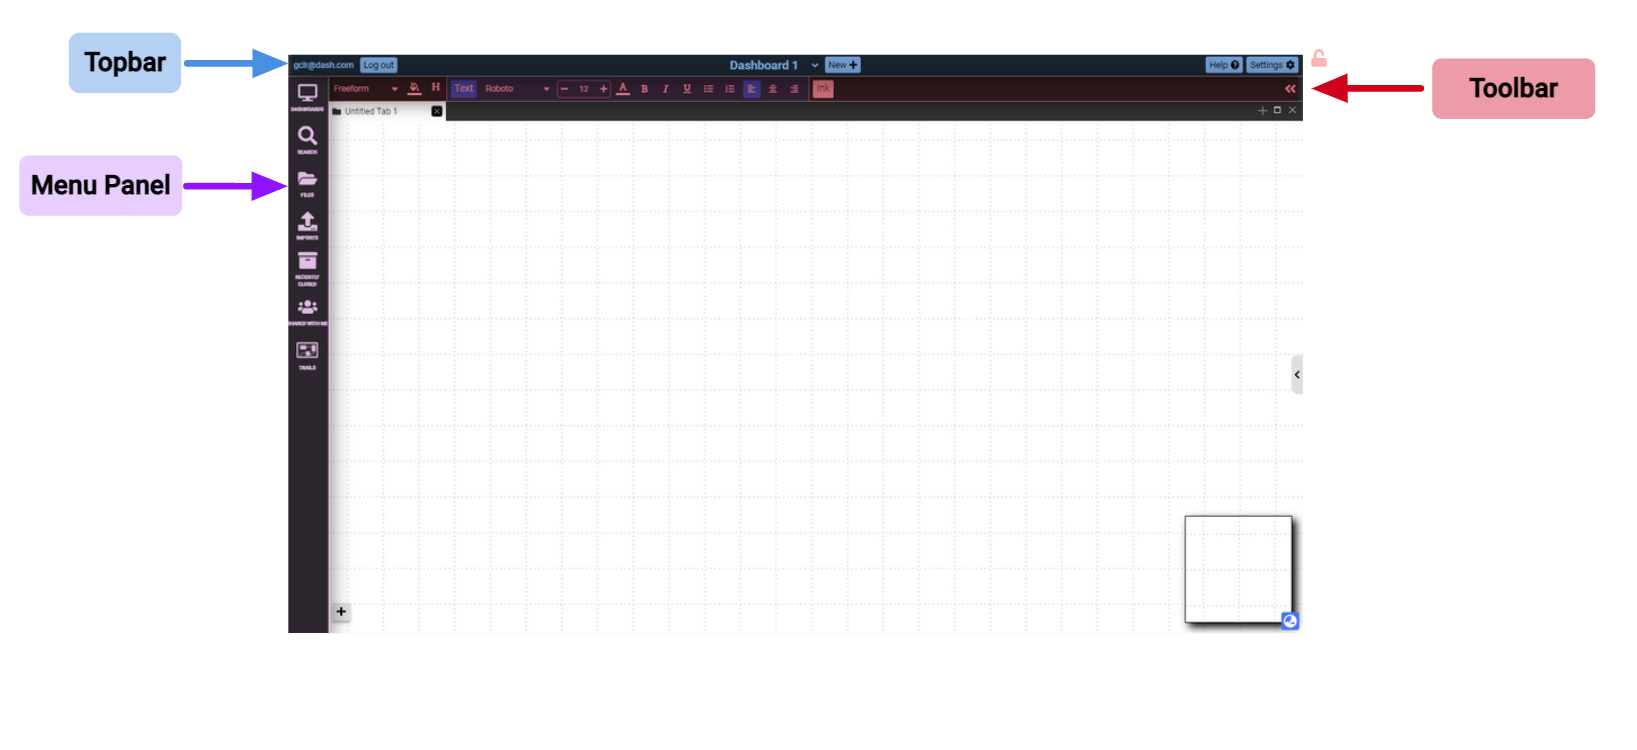 Topbar
gclr@dash.com Log out Dashboard 1 New Help Settings
Toolbar
Freeform H Text Roboto 12 A B I U Ink
Untitled Tab 1
Menu Panel
DASHBOARDS
SEARCH
FILES
IMPORTS
RECENTLY
CLOSED
SHARED WITH ME
TRAILS